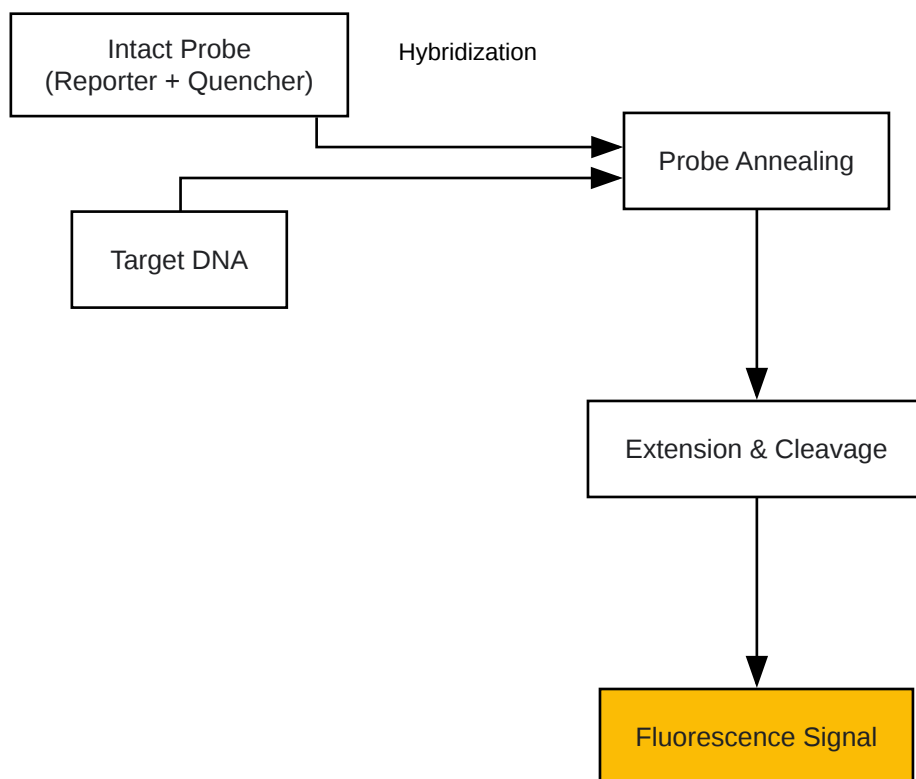 Intact Probe
(Reporter + Quencher)
Hybridization
Probe Annealing
Target DNA
Extension & Cleavage
Fluorescence Signal